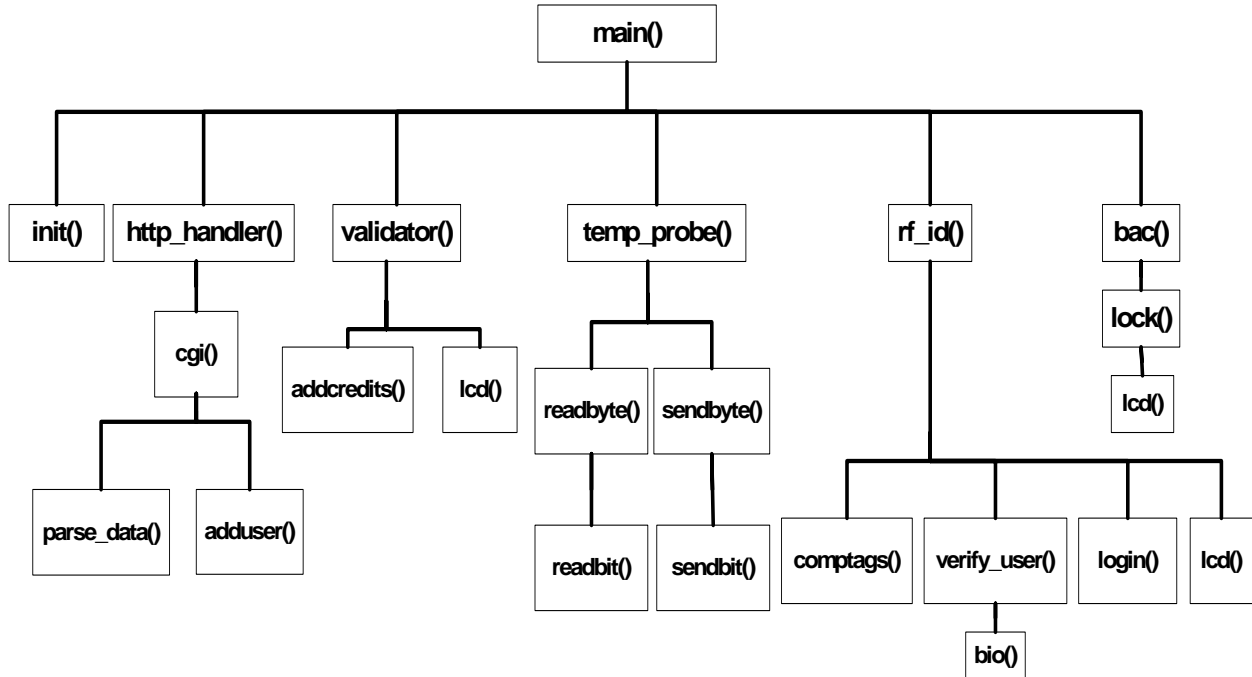 main()
init()
http_handler()
validator()
temp_probe()
rf_id()
bac()
cgi()
addcredits()
lcd()
readbyte()
sendbyte()
lock()
lcd()
parse_data()
adduser()
readbit()
sendbit()
comptags()
verify_user()
login()
lcd()
bio()